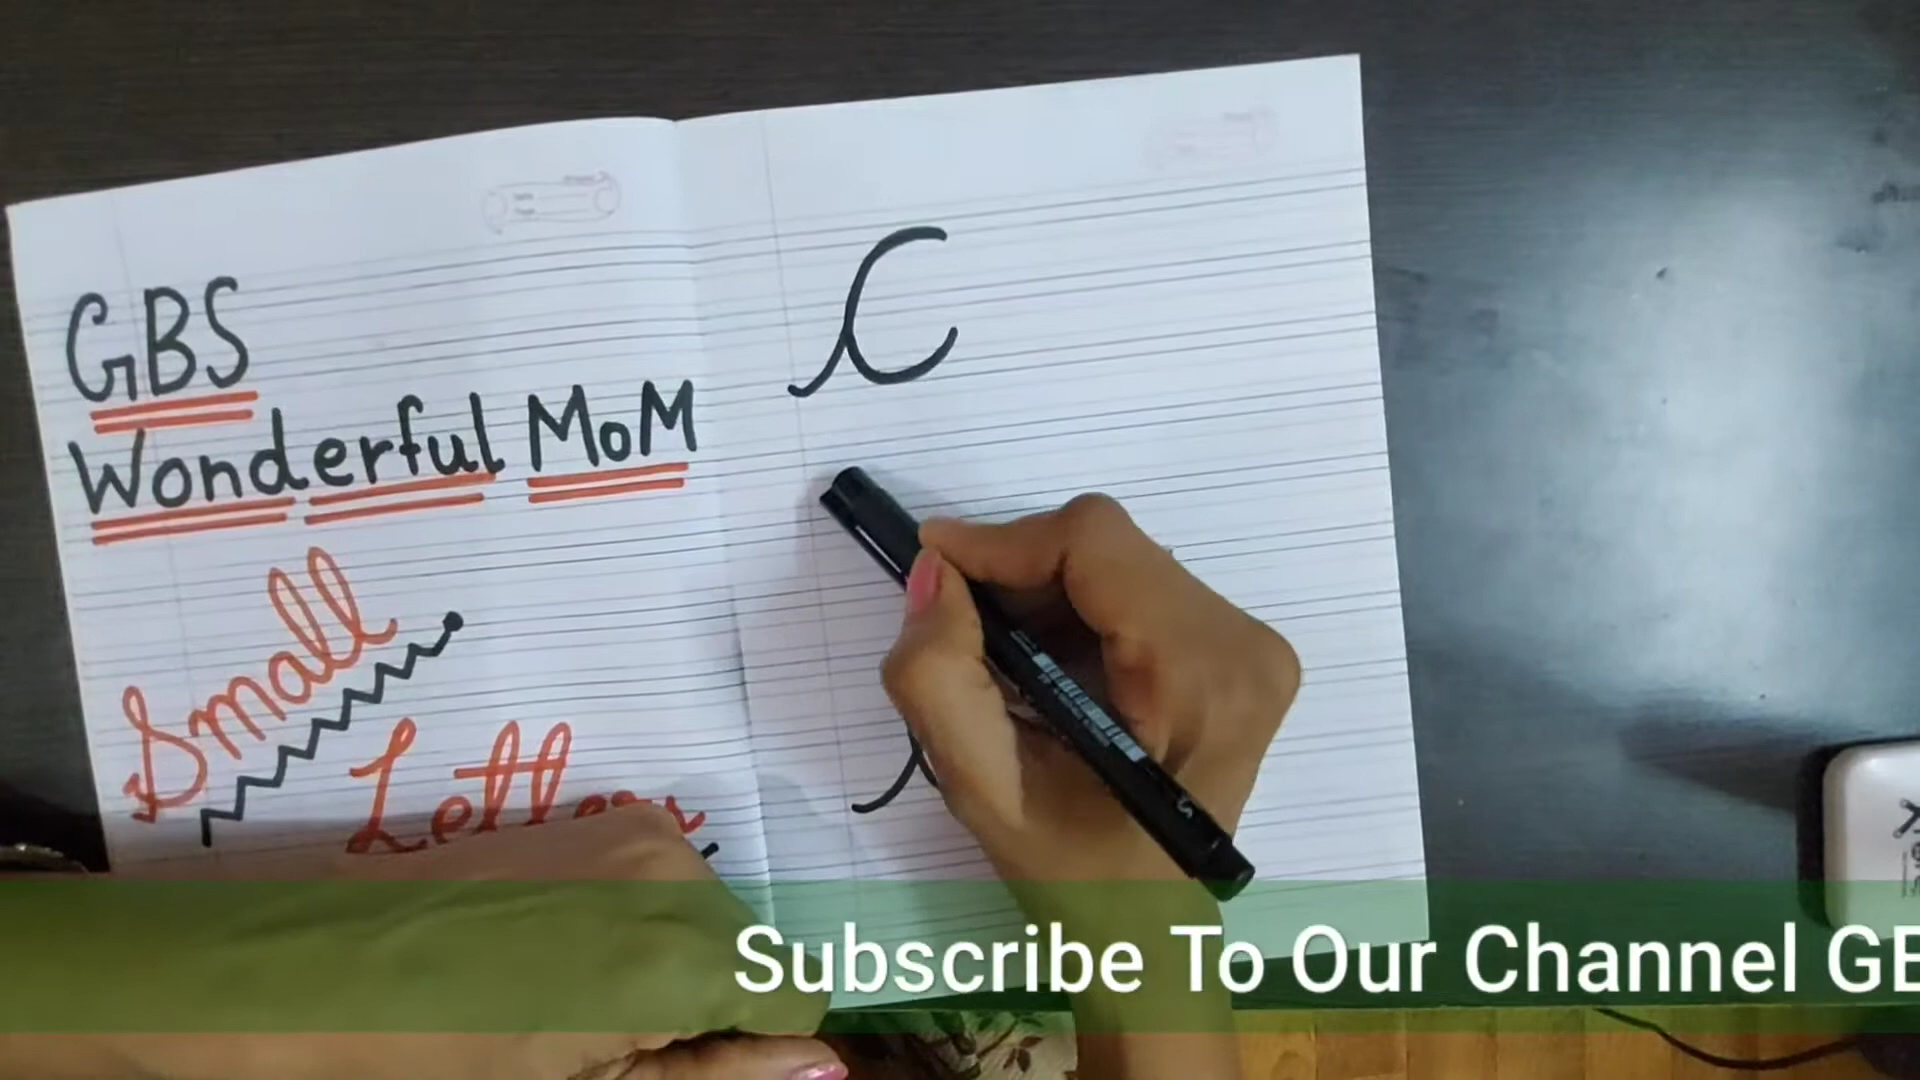 GBS
Wonderful MoM
Small
Letters
C
Subscribe To Our Channel GB